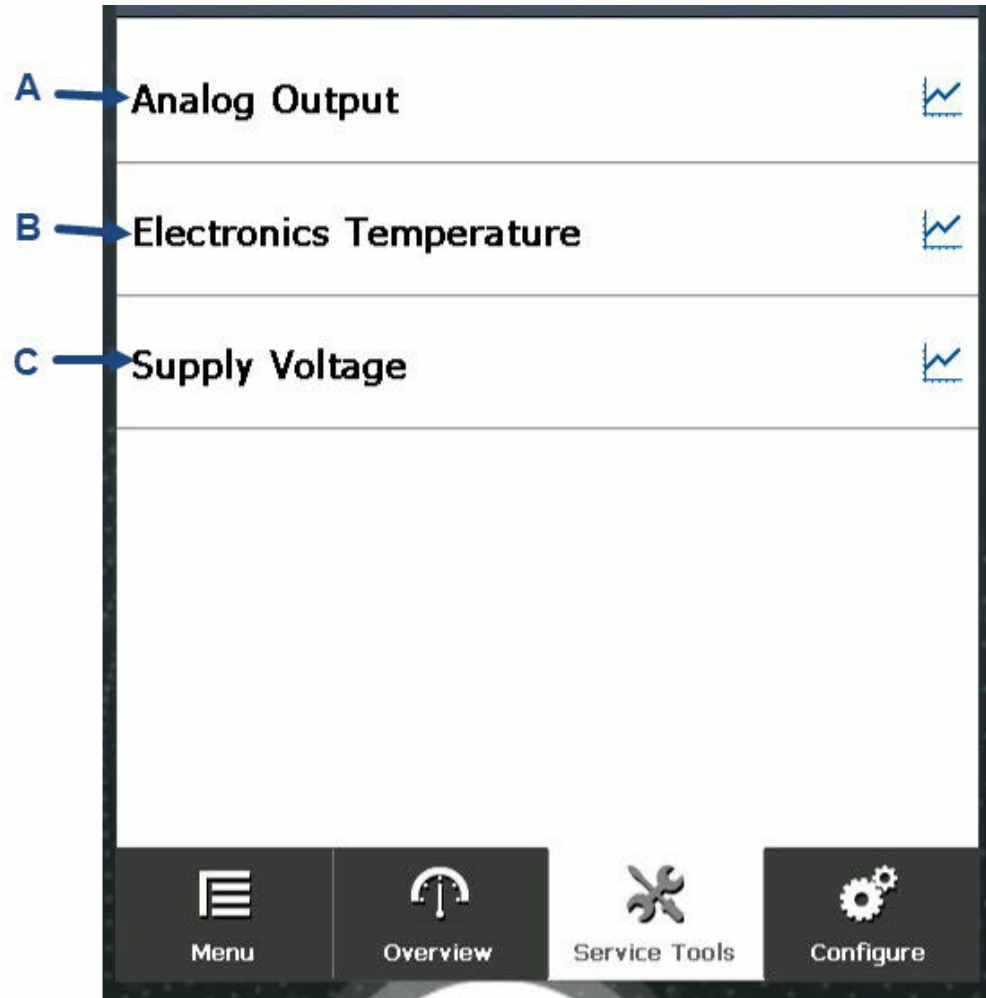 A Analog Output
B Electronics Temperature
C Supply Voltage
Menu Overview Service Tools Configure